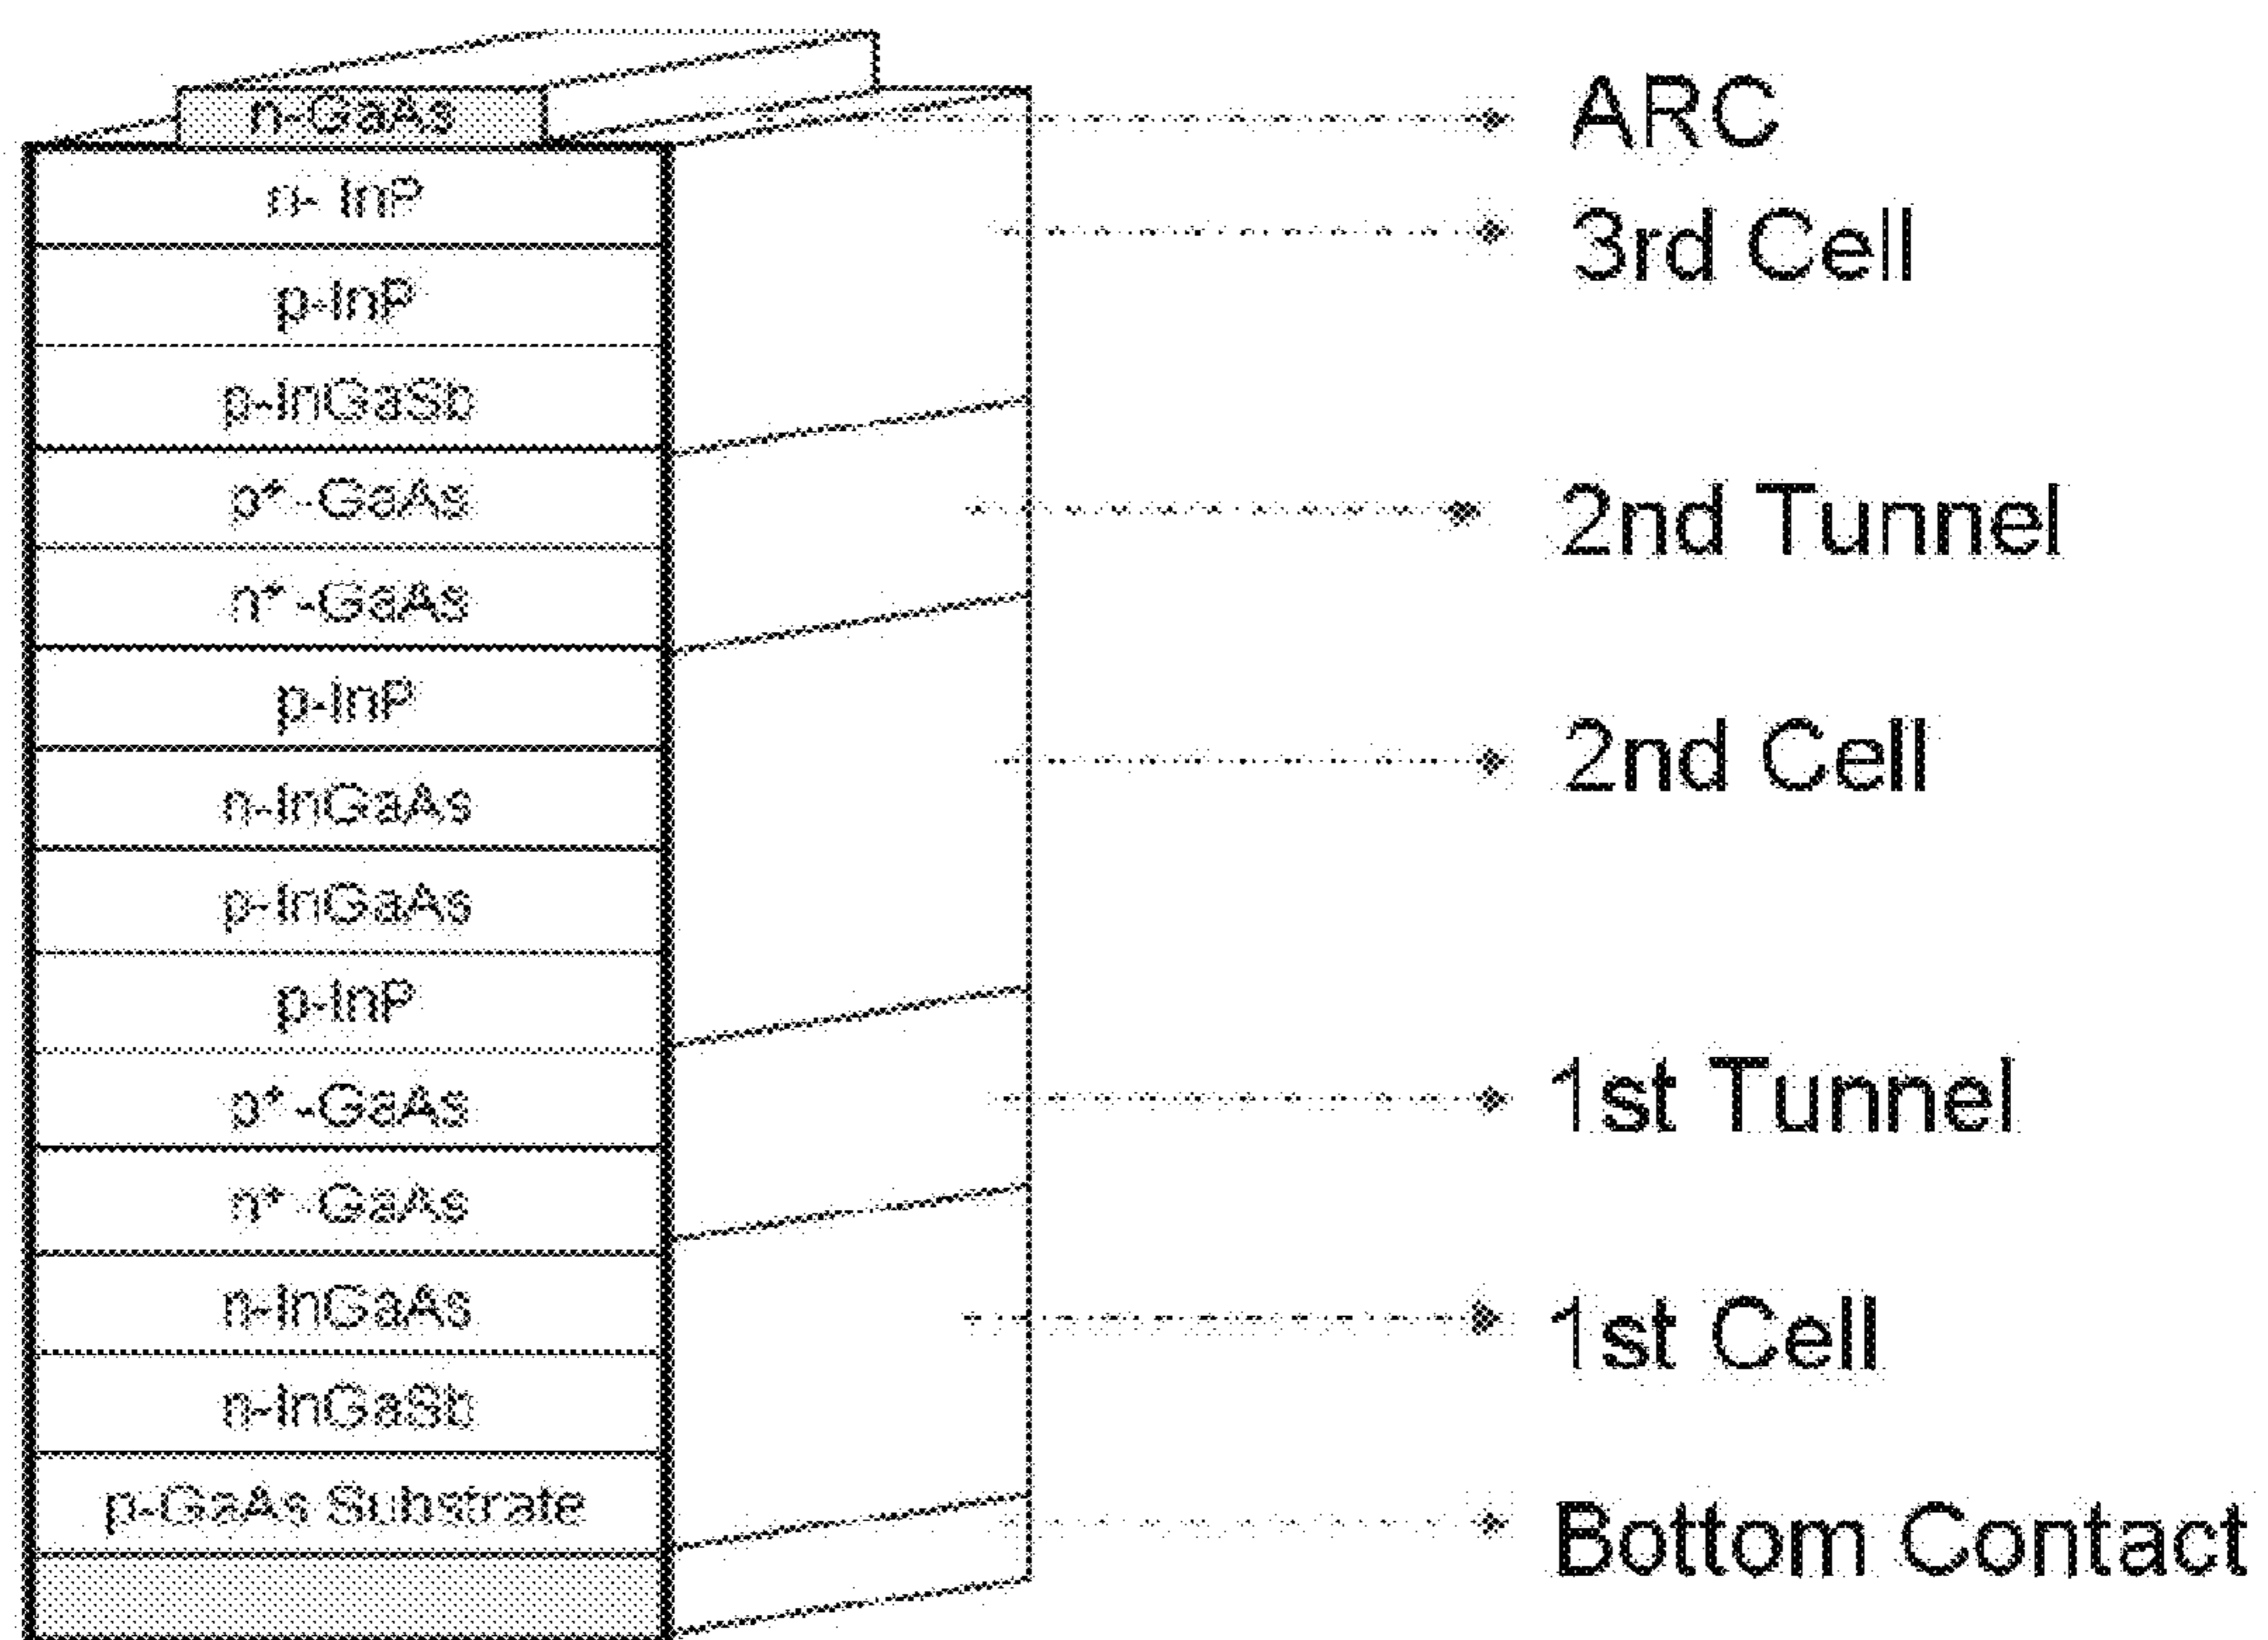 n-GaAs
ARC
n- InP
3rd Cell
p-InP
p-InGaSb
p+ -GaAs
2nd Tunnel
n+ -GaAs
p-InP
2nd Cell
n-InGaAs
p-InGaAs
p-InP
p+ -GaAs
1st Tunnel
n+ -GaAs
n-InGaAs
1st Cell
n-InGaSb
p-GaAs Substrate
Bottom Contact